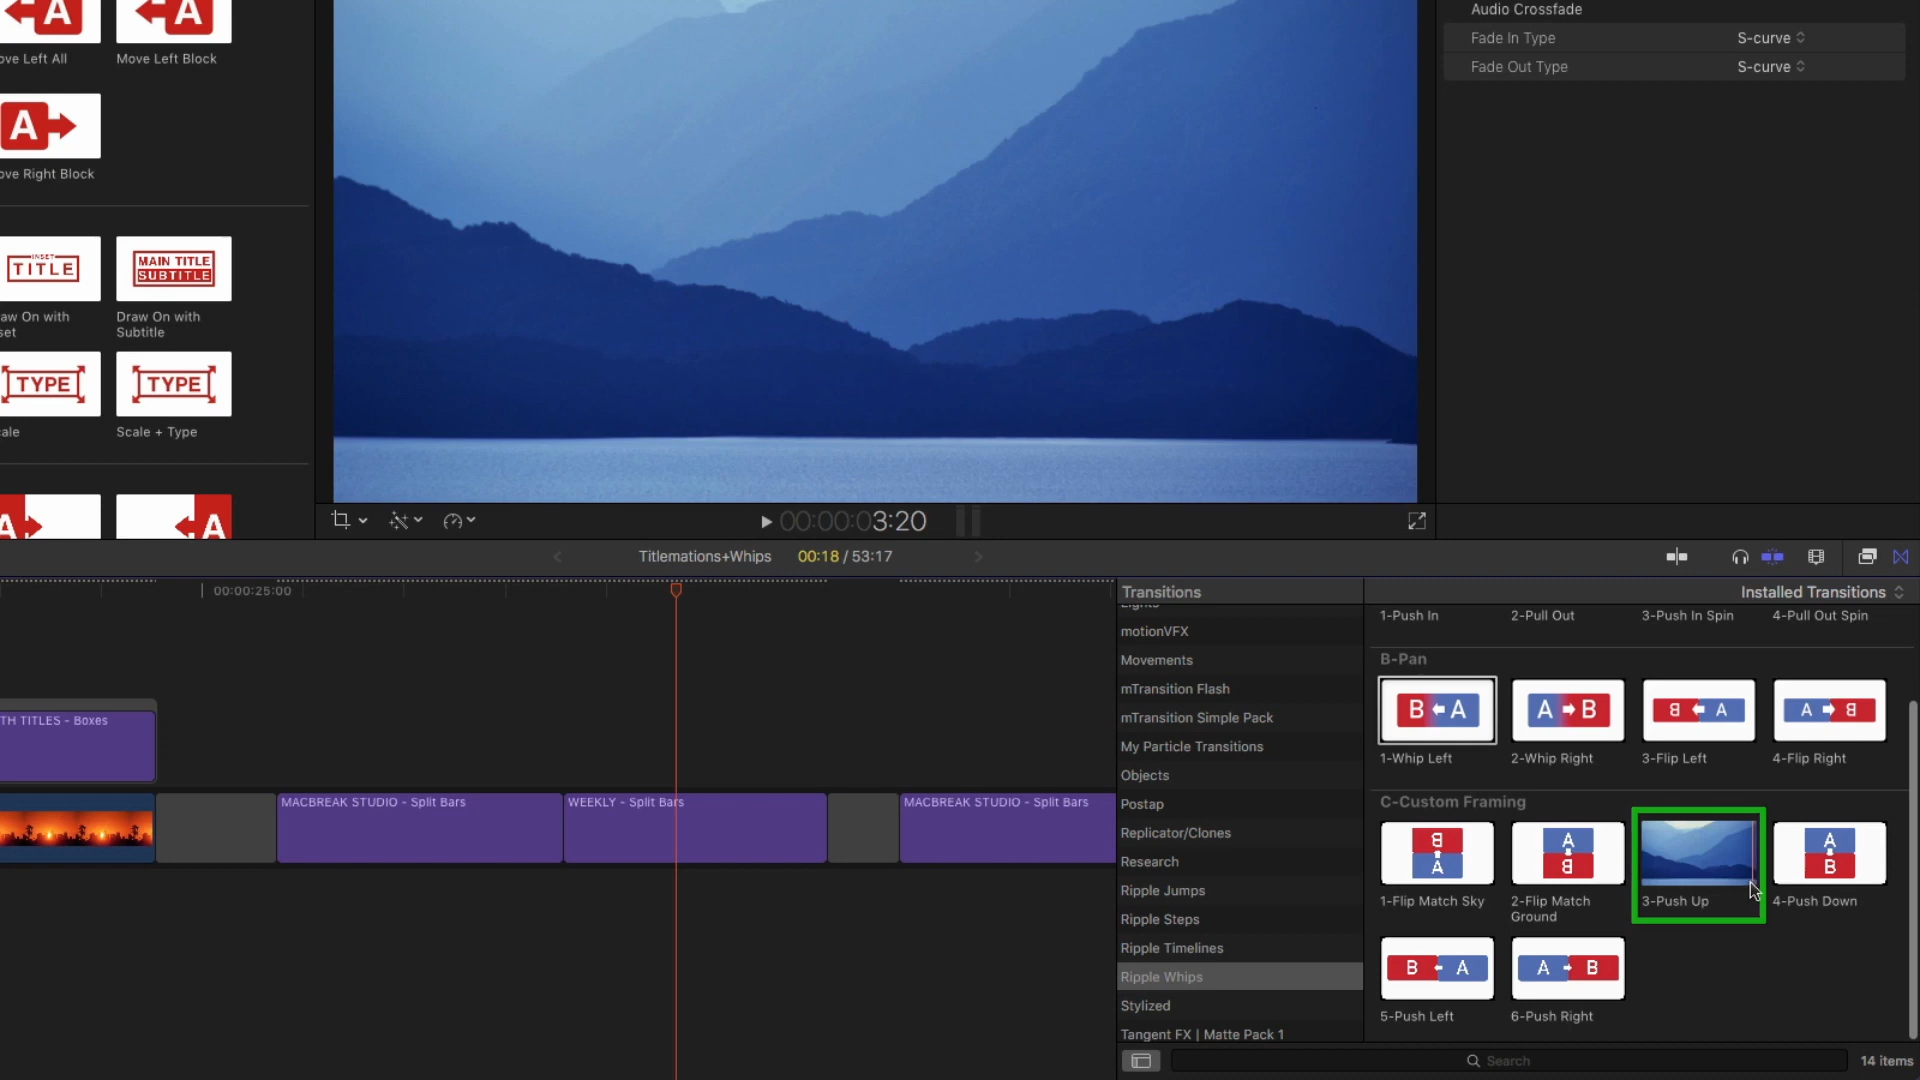 A
A
ove Left All
Move Left Block
A
ove Right Block
INSET
TITLE
MAIN TITLE
SUBTITLE
aw On with
set
Draw On with
Subtitle
TYPE
TYPE
ale
Scale + Type
A
A
Audio Crossfade
Fade In Type
S-curve
Fade Out Type
S-curve
00:00:03:20
Titlemations+Whips
00:18 / 53:17
00:00:25:00
TH TITLES - Boxes
MACBREAK STUDIO - Split Bars
WEEKLY - Split Bars
MACBREAK STUDIO - Split Bars
Transitions
Installed Transitions
Lights
motionVFX
Movements
mTransition Flash
mTransition Simple Pack
My Particle Transitions
Objects
Postap
Replicator/Clones
Research
Ripple Jumps
Ripple Steps
Ripple Timelines
Ripple Whips
Stylized
Tangent FX | Matte Pack 1
1-Push In
2-Pull Out
3-Push In Spin
4-Pull Out Spin
B-Pan
B A
A B
B A
A B
1-Whip Left
2-Whip Right
3-Flip Left
4-Flip Right
C-Custom Framing
B
A
A
B
A
B
1-Flip Match Sky
2-Flip Match
Ground
3-Push Up
4-Push Down
B A
A B
5-Push Left
6-Push Right
Search
14 items